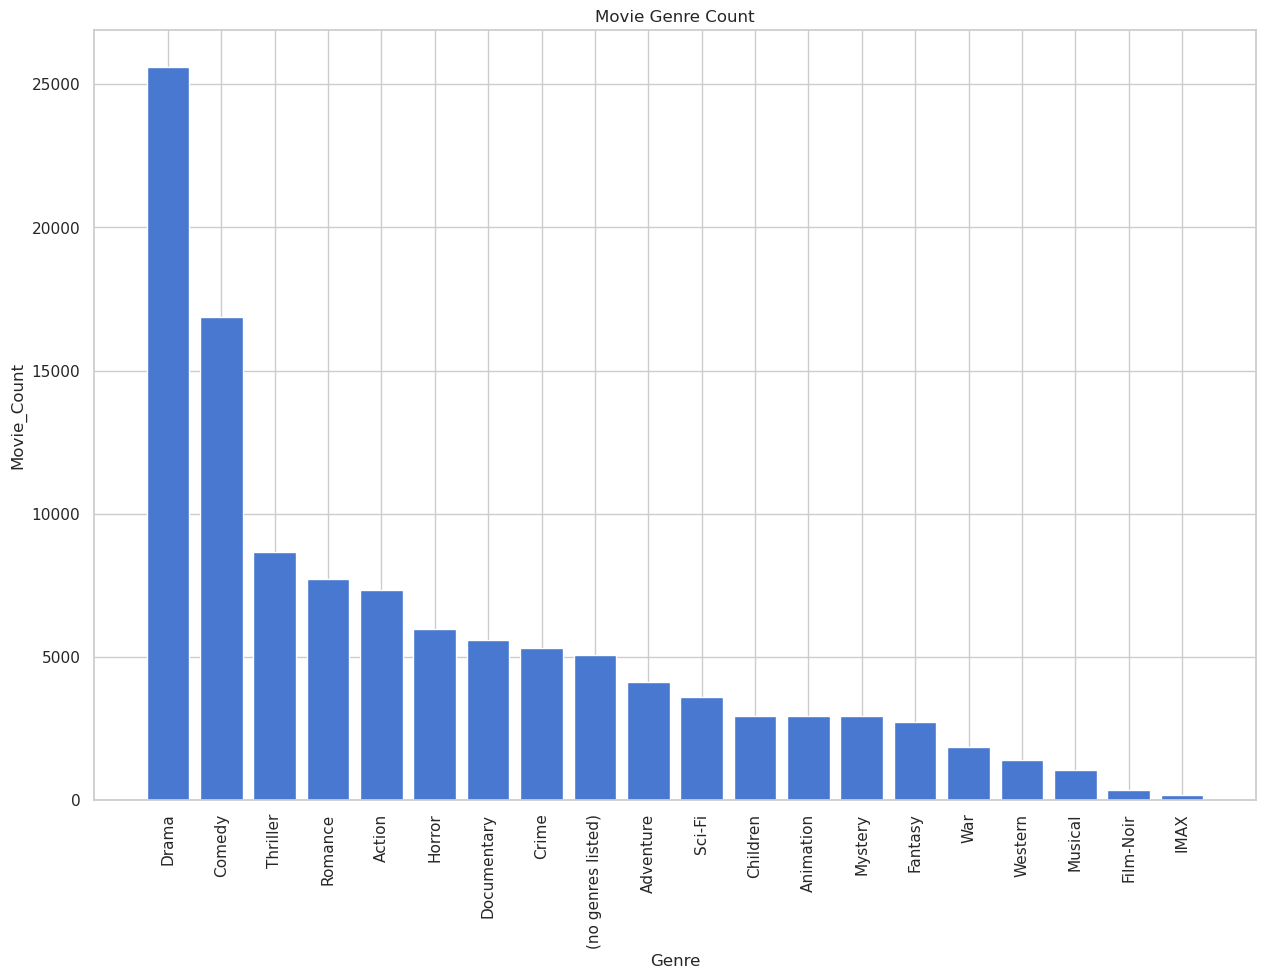 Movie Genre Count
25000
20000
15000
10000
5000
0
Movie_Count
Drama
Comedy
Thriller
Romance
Action
Horror
Documentary
Crime
(no genres listed)
Adventure
Sci-Fi
Children
Animation
Mystery
Fantasy
War
Western
Musical
Film-Noir
IMAX
Genre